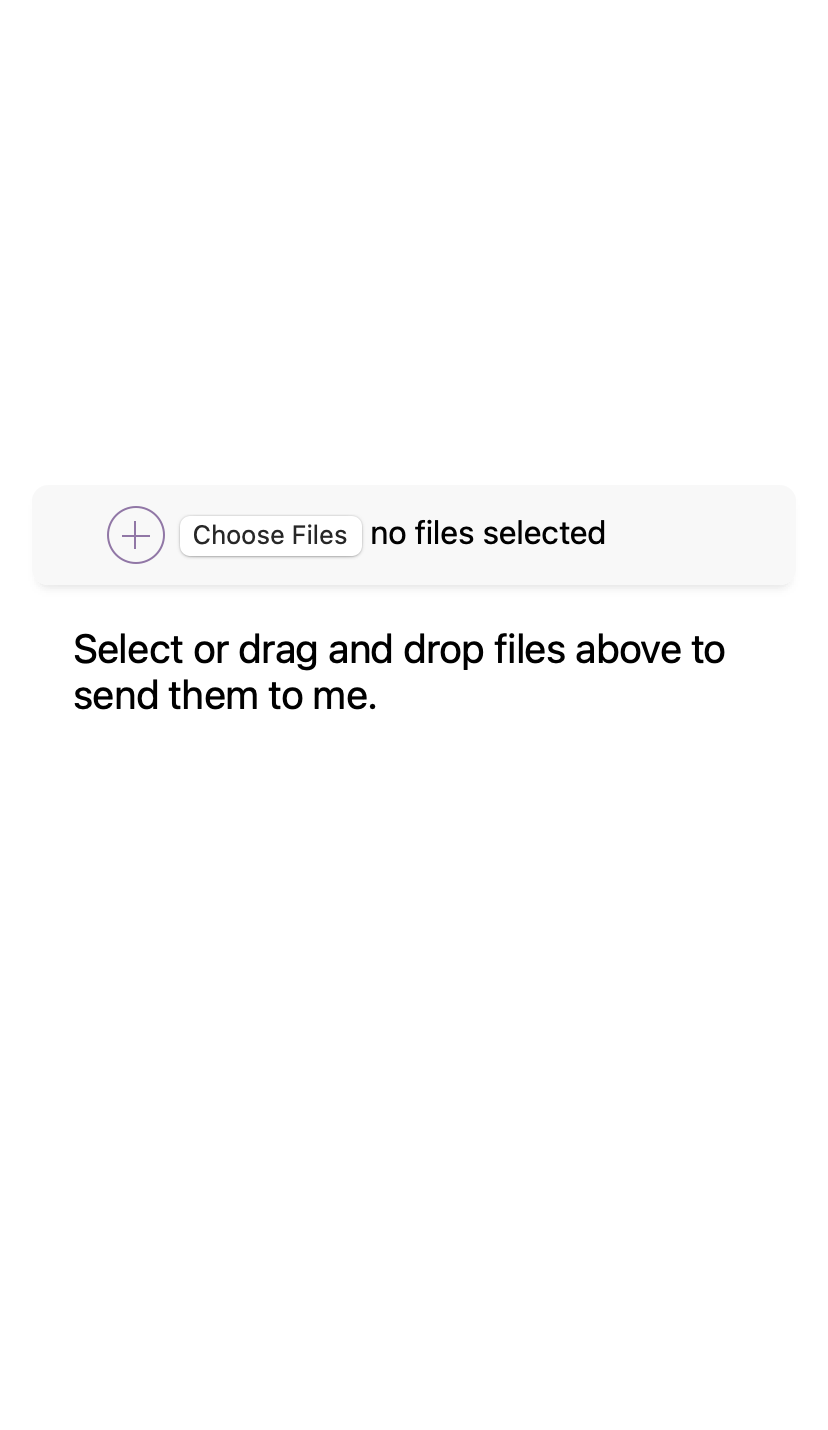 Choose Files no files selected
Select or drag and drop files above to
send them to me.